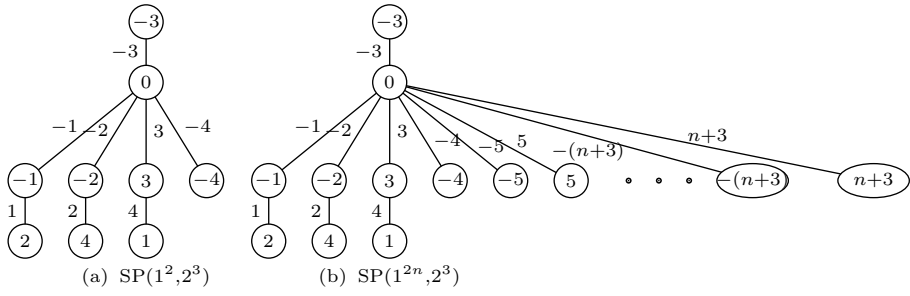 −3 −3
−3 −3
0 0
−1 −2 3 −4 −1 −2 3 −4 −5 5 −(n+3) n+3
−1 −2 3 −4 −1 −2 3 −4 −5 5 −(n+3) n+3
1 2 4 1 2 4
2 4 1 2 4 1
(a) SP(1²,2³) (b) SP(1²ⁿ,2³)